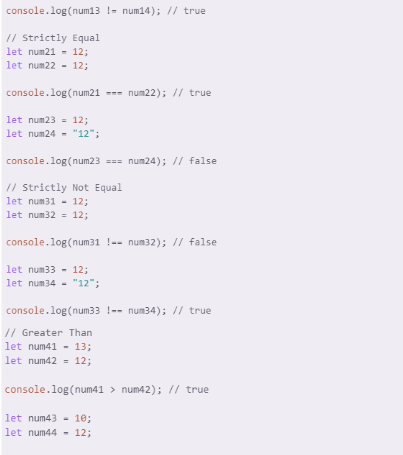 console.log(num13 != num14); // true
// Strictly Equal
let num21 = 12;
let num22 = 12;
console.log(num21 === num22); // true
let num23 = 12;
let num24 = "12";
console.log(num23 === num24); // false
// Strictly Not Equal
let num31 = 12;
let num32 = 12;
console.log(num31 !== num32); // false
let num33 = 12;
let num34 = "12";
console.log(num33 !== num34); // true
// Greater Than
let num41 = 13;
let num42 = 12;
console.log(num41 > num42); // true
let num43 = 10;
let num44 = 12;